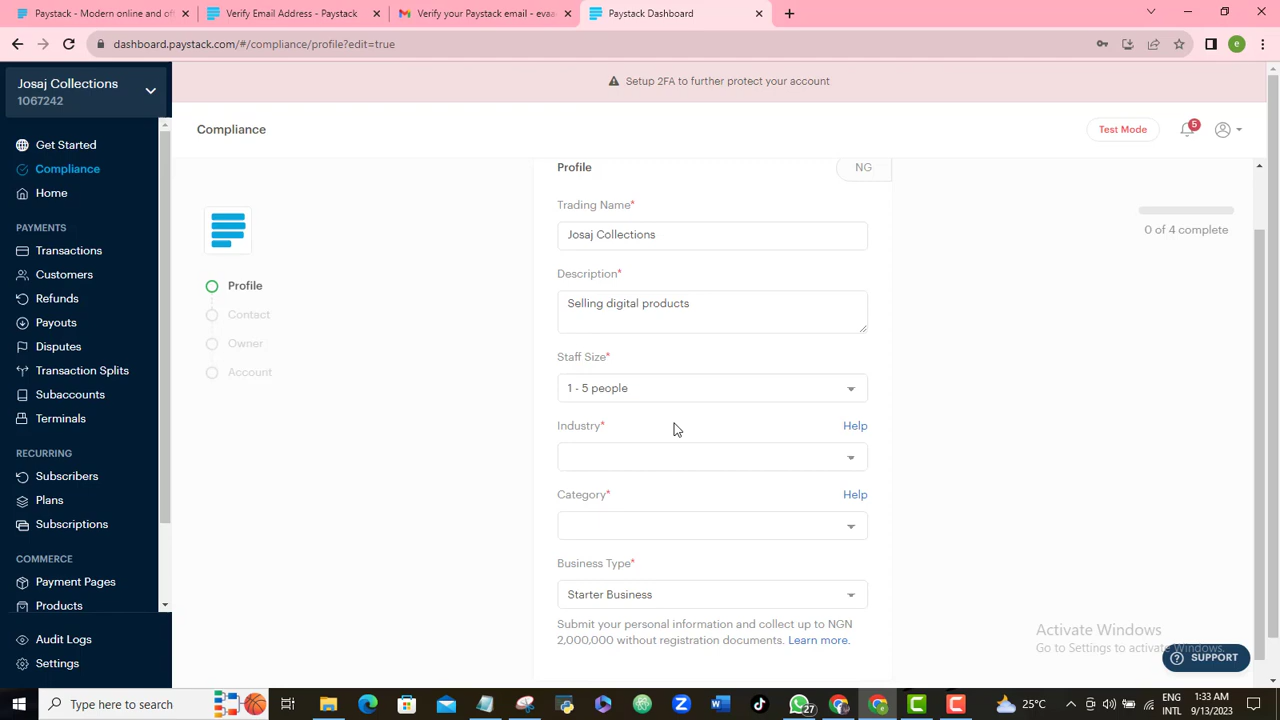 Paystack - Modern online and of
Verify Email Address - Paystack
Verify your Paystack email - evaa
Paystack Dashboard
dashboard.paystack.com/#/compliance/profile?edit=true
e
Josaj Collections
1067242
Setup 2FA to further protect your account
Compliance
Test Mode
5
Get Started
Compliance
Home
PAYMENTS
Transactions
Customers
Refunds
Payouts
Disputes
Transaction Splits
Subaccounts
Terminals
RECURRING
Subscribers
Plans
Subscriptions
COMMERCE
Payment Pages
Products
Audit Logs
Settings
Profile
Contact
Owner
Account
Profile
NG
Trading Name*
Josaj Collections
Description*
Selling digital products
Staff Size*
1 - 5 people
Industry*
Help
Category*
Help
Business Type*
Starter Business
Submit your personal information and collect up to NGN
2,000,000 without registration documents. Learn more.
0 of 4 complete
Activate Windows
Go to Settings to activate Windows.
SUPPORT
Type here to search
27
25°C
ENG
INTL
1:33 AM
9/13/2023